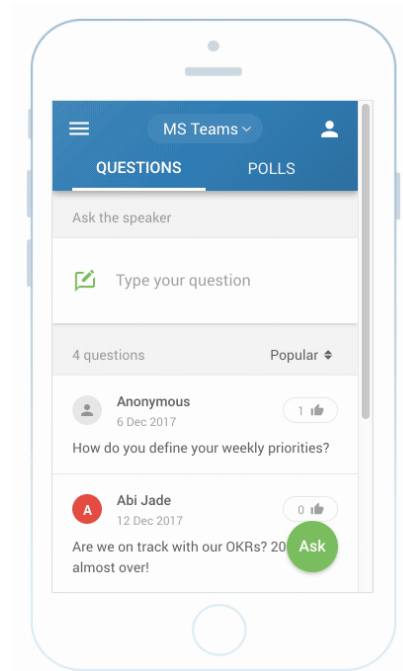 MS Teams
QUESTIONS POLLS
Ask the speaker
Type your question
4 questions Popular
Anonymous
6 Dec 2017
1
How do you define your weekly priorities?
A
Abi Jade
12 Dec 2017
0
Are we on track with our OKRs? 20
Ask
almost over!